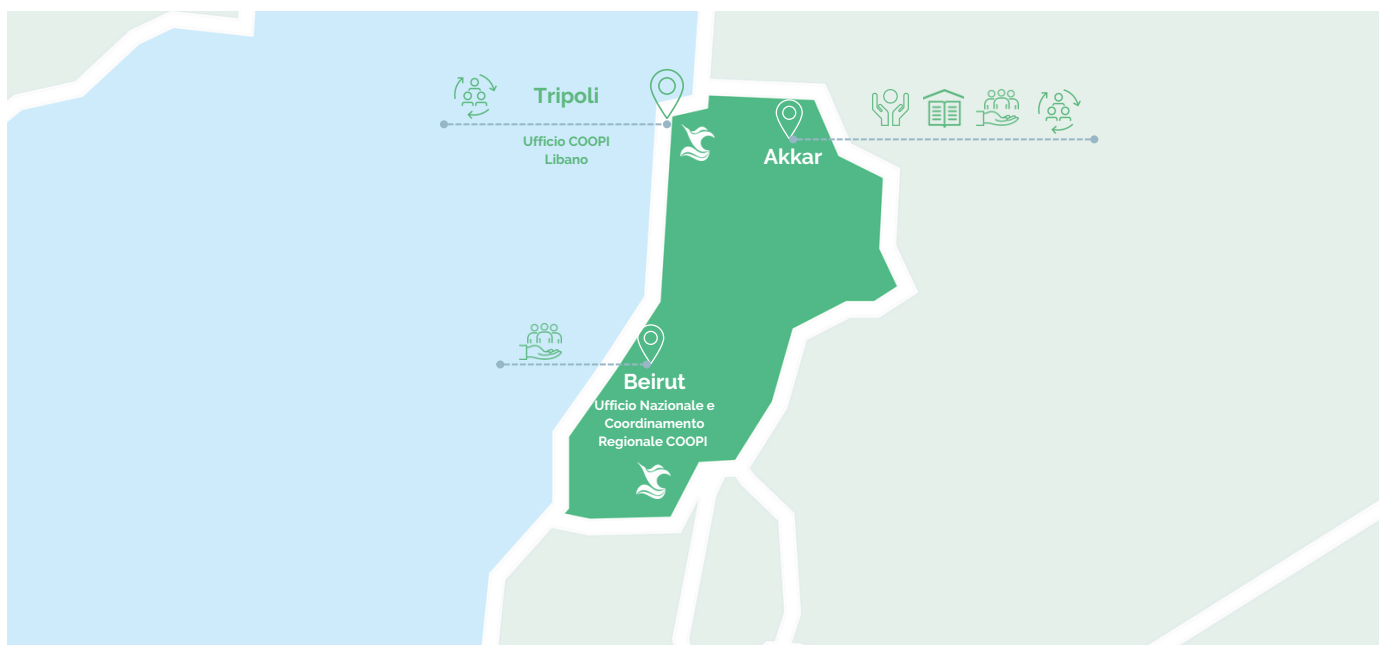 Tripoli
Ufficio COOPI
Libano
Akkar
Beirut
Ufficio Nazionale e
Coordinamento
Regionale COOPI